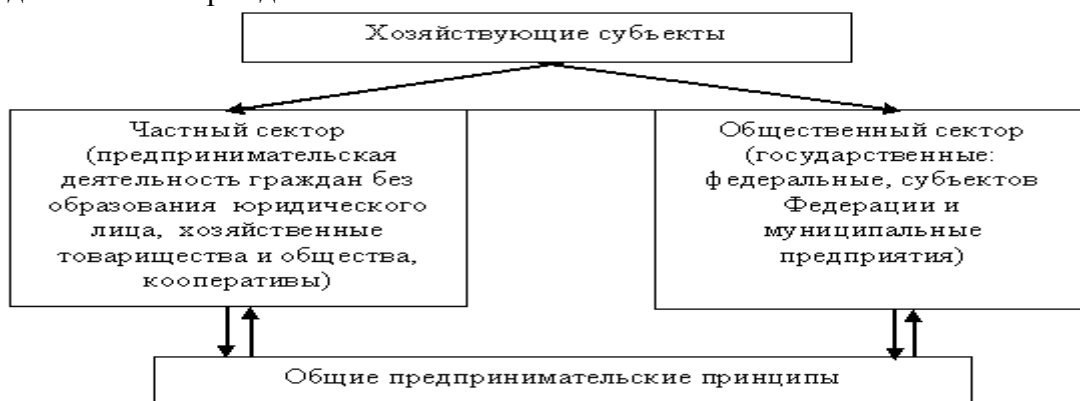 Хозяйствующие субъекты
Частный сектор
(предпринимательская
деятельность граждан без
образования юридического
лица, хозяйственные
товарищества и общества,
кооперативы)
Общественный сектор
(государственные:
федеральные, субъектов
Федерации и
муниципальные
предприятия)
Общие предпринимательские принципы